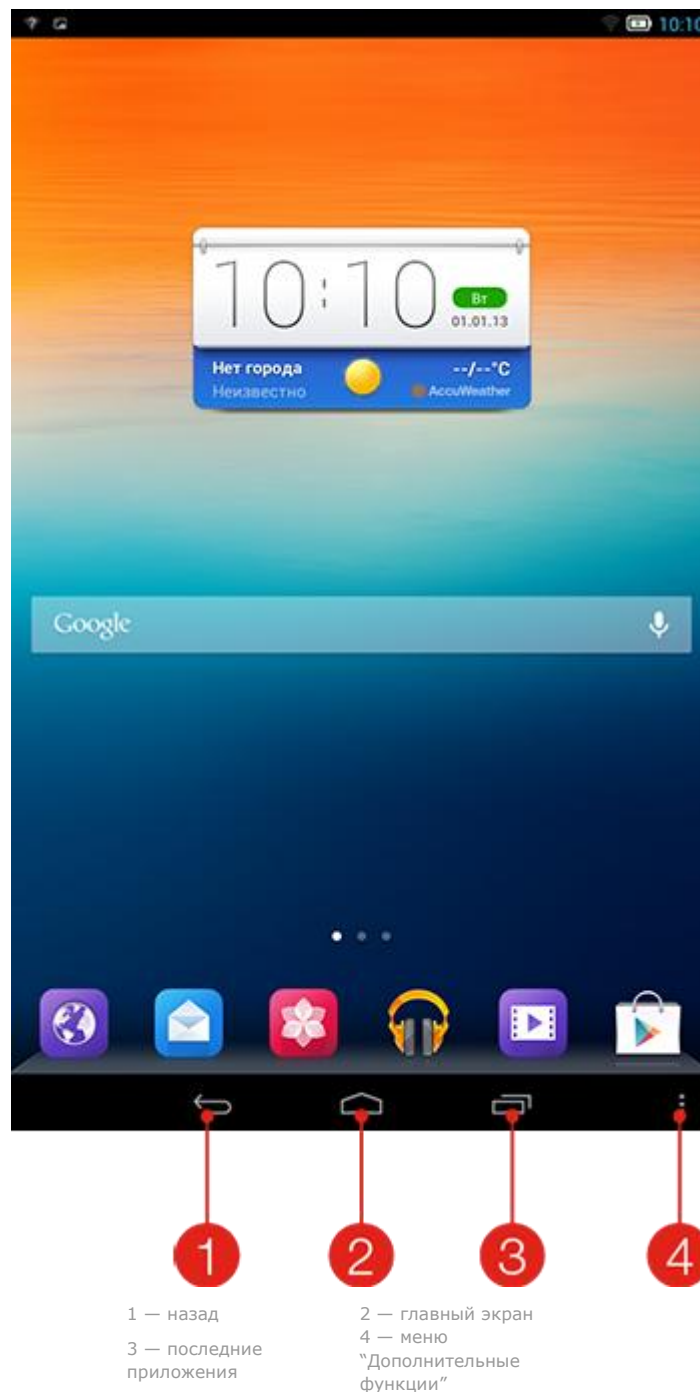 10:10
10:10
Вт
01.01.13
Нет города
--/--°C
Неизвестно
AccuWeather
Google
1
2
3
4
1 — назад
2 — главный экран
3 — последние
приложения
4 — меню
“Дополнительные
функции”